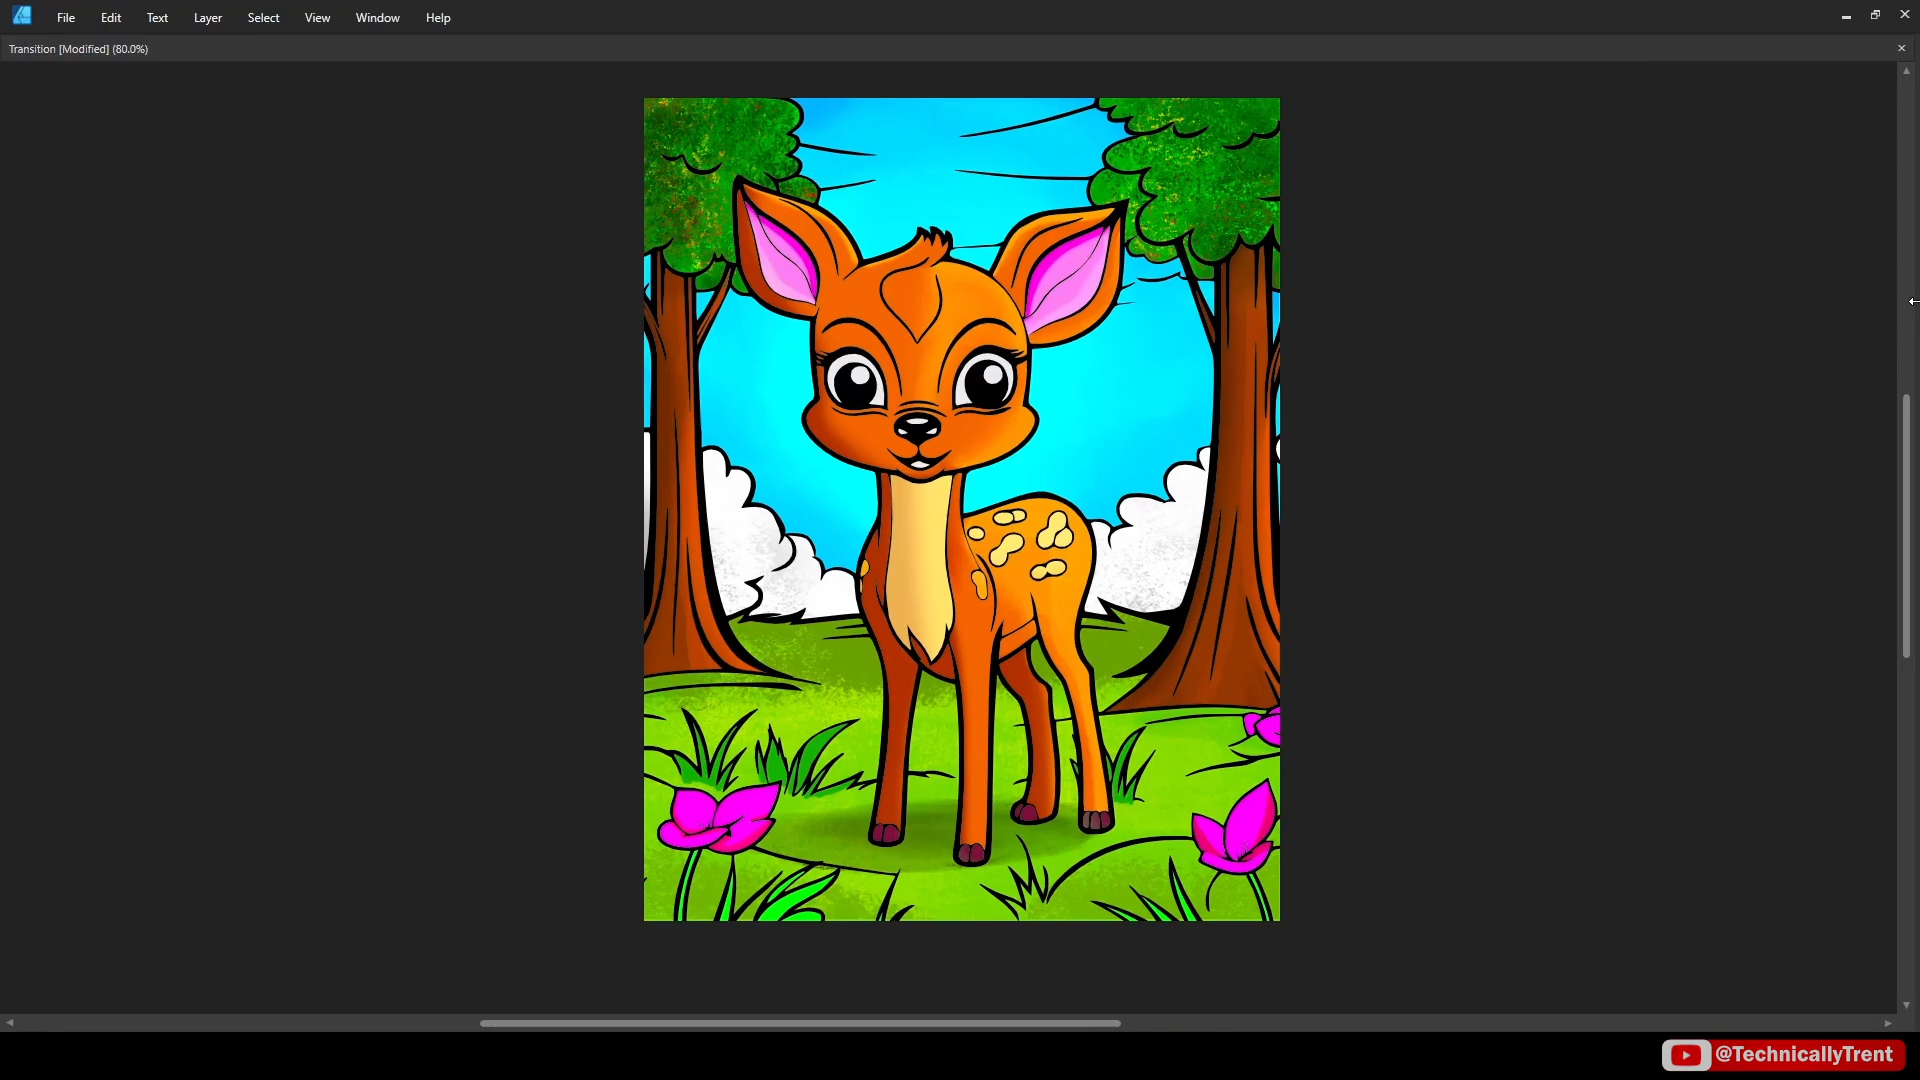 File Edit Text Layer Select View Window Help
Transition [Modified] (80.0%)
@TechnicallyTrent